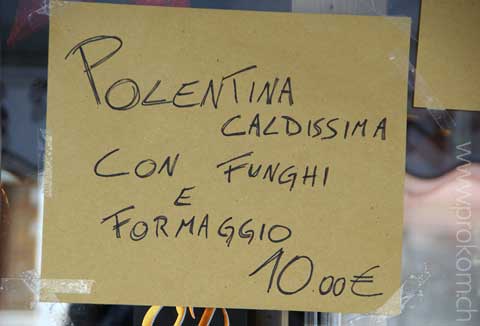 POLENTINA
CALDISSIMA
CON FUNGHI
E
FORMAGGIO
10.00€
www.prokom.ch